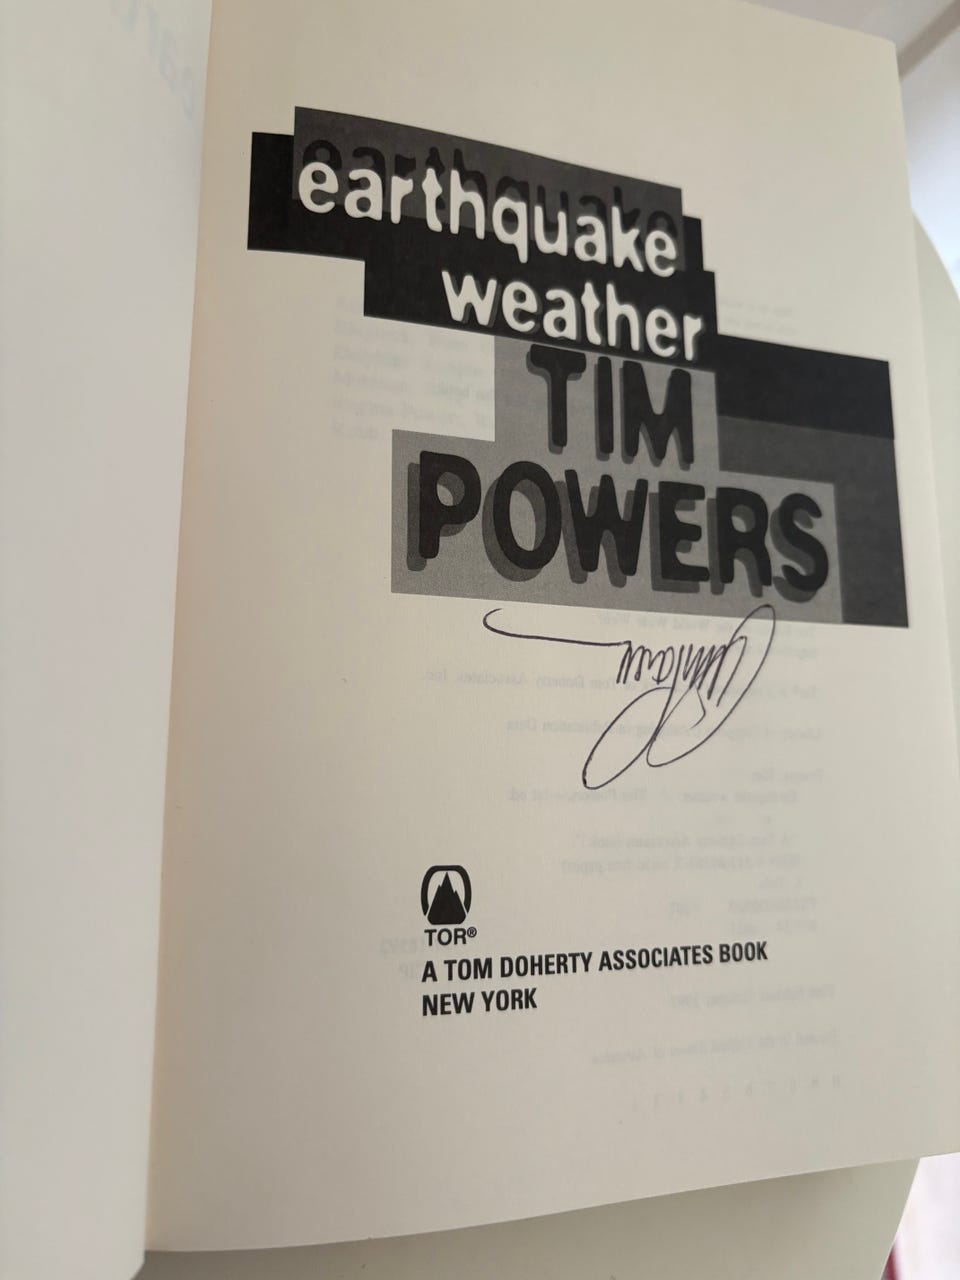 earthquake
weather
TIM
POWERS
TOR®
A TOM DOHERTY ASSOCIATES BOOK
NEW YORK